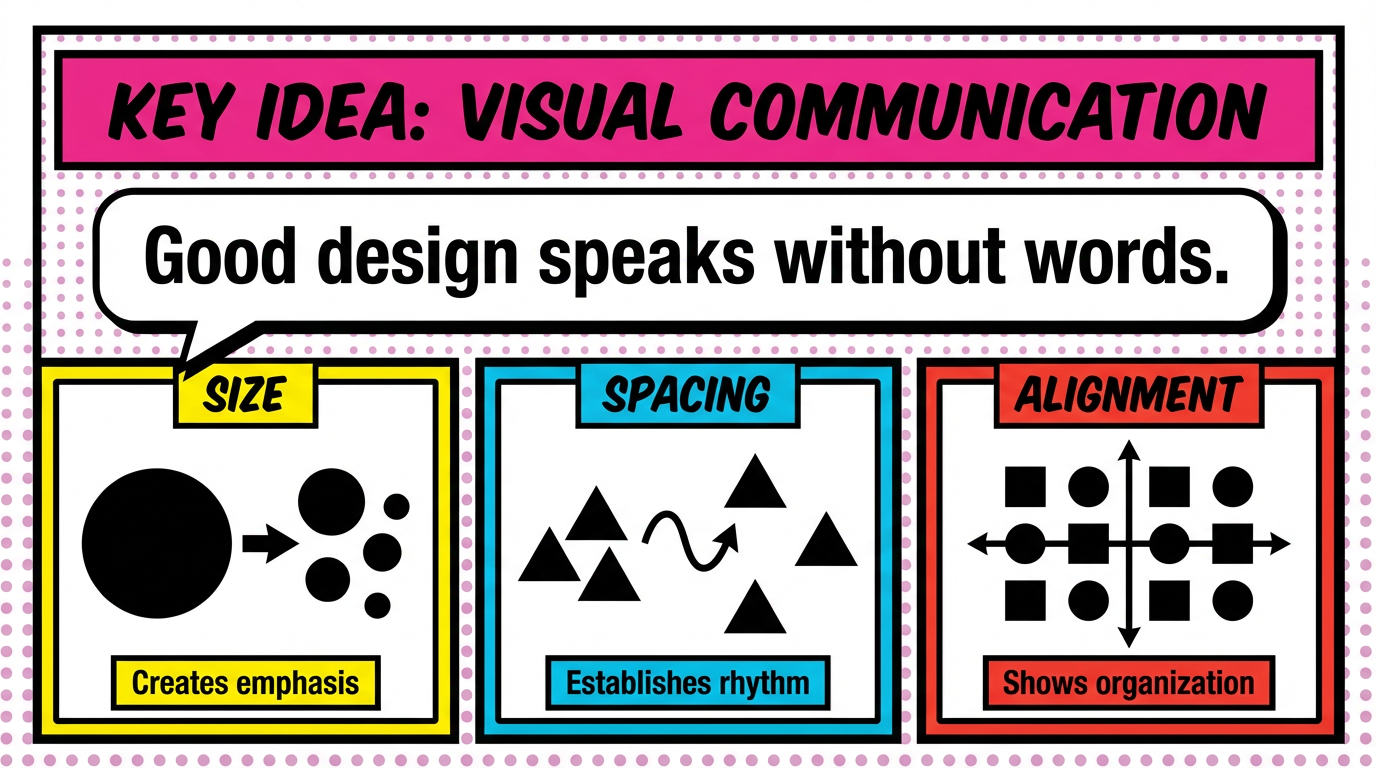 KEY IDEA: VISUAL COMMUNICATION
Good design speaks without words.
SIZE
Creates emphasis
SPACING
Establishes rhythm
ALIGNMENT
Shows organization